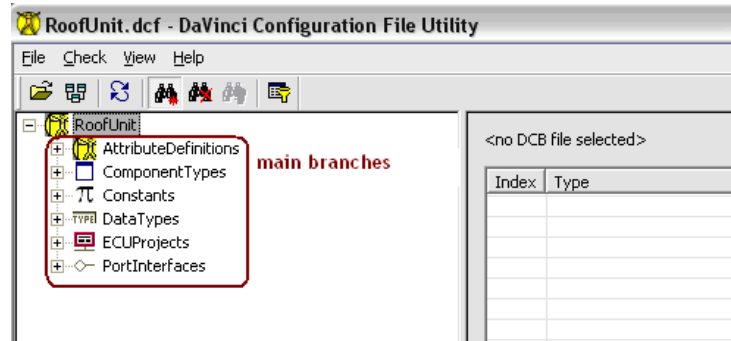 RoofUnit.dcf - DaVinci Configuration File Utility
File Check View Help
RoofUnit
AttributeDefinitions
ComponentTypes
π Constants
TYPE DataTypes
ECUProjects
PortInterfaces
main branches
<no DCB file selected>
Index Type